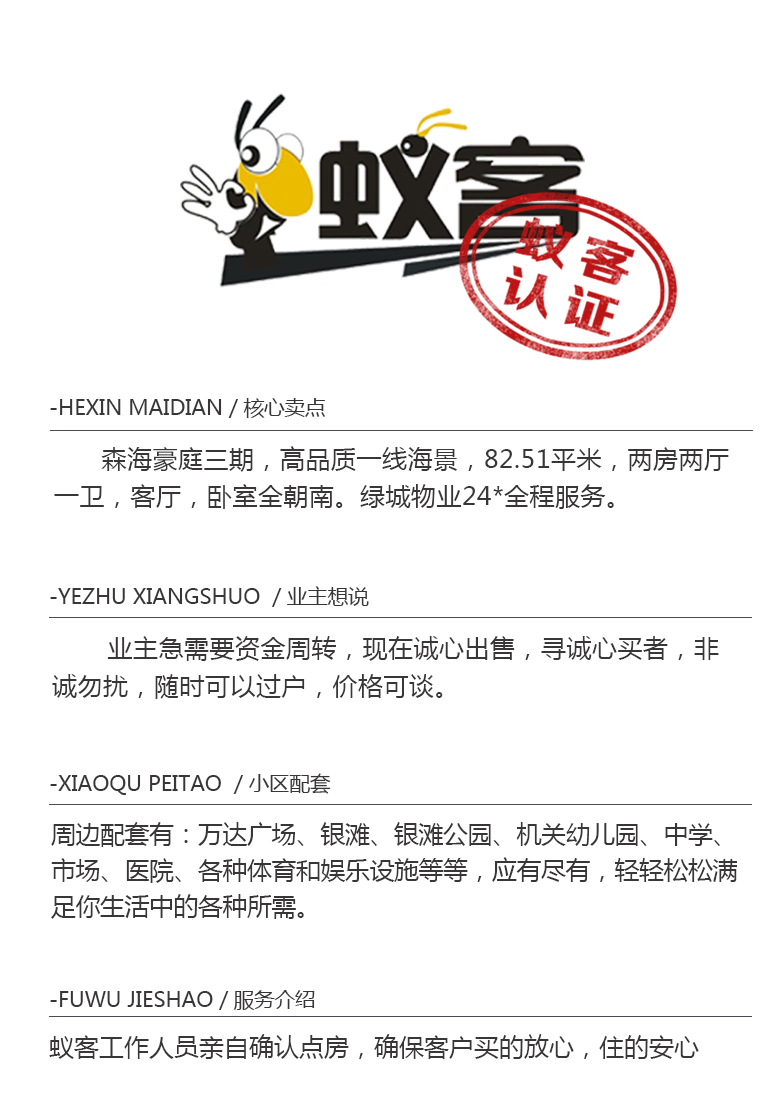 蚁客
蚁客
认证
-HEXIN MAIDIAN / 核心卖点
森海豪庭三期，高品质一线海景，82.51平米，两房两厅
一卫，客厅，卧室全朝南。绿城物业24*全程服务。
-YEZHU XIANGSHUO / 业主想说
业主急需要资金周转，现在诚心出售，寻诚心买者，非
诚勿扰，随时可以过户，价格可谈。
-XIAOQU PEITAO / 小区配套
周边配套有：万达广场、银滩、银滩公园、机关幼儿园、中学、
市场、医院、各种体育和娱乐设施等等，应有尽有，轻轻松松满
足你生活中的各种所需。
-FUWU JIESHAO / 服务介绍
蚁客工作人员亲自确认点房，确保客户买的放心，住的安心